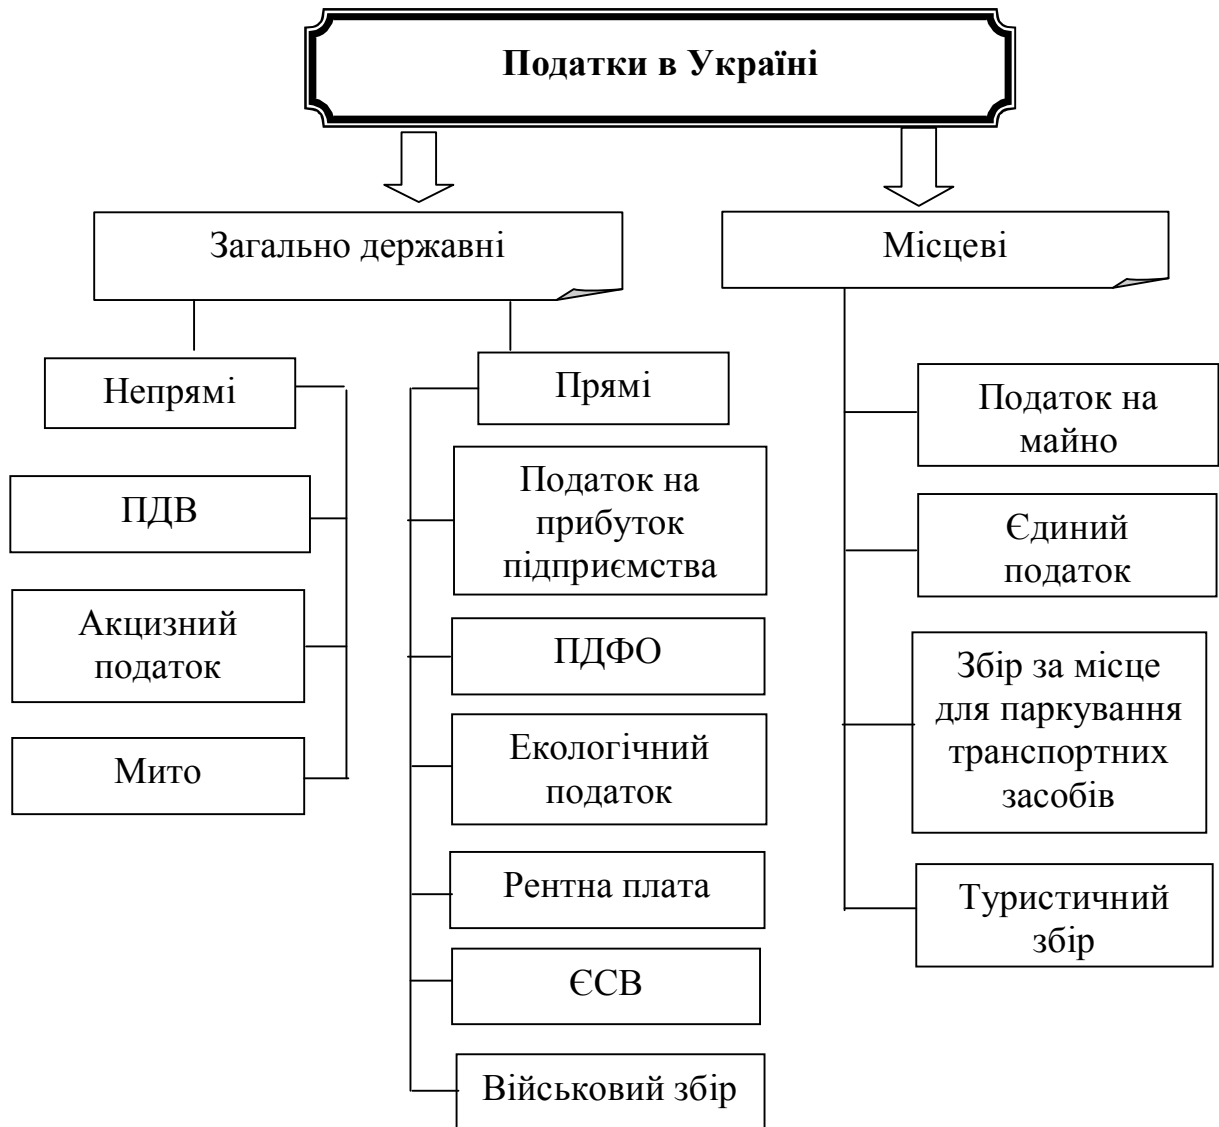 Податки в Україні
Загально державні
Місцеві
Непрямі
ПДВ
Акцизний
податок
Мито
Прямі
Податок на
прибуток
підприємства
ПДФО
Екологічний
податок
Рентна плата
ЄСВ
Військовий збір
Податок на
майно
Єдиний
податок
Збір за місце
для паркування
транспортних
засобів
Туристичний
збір